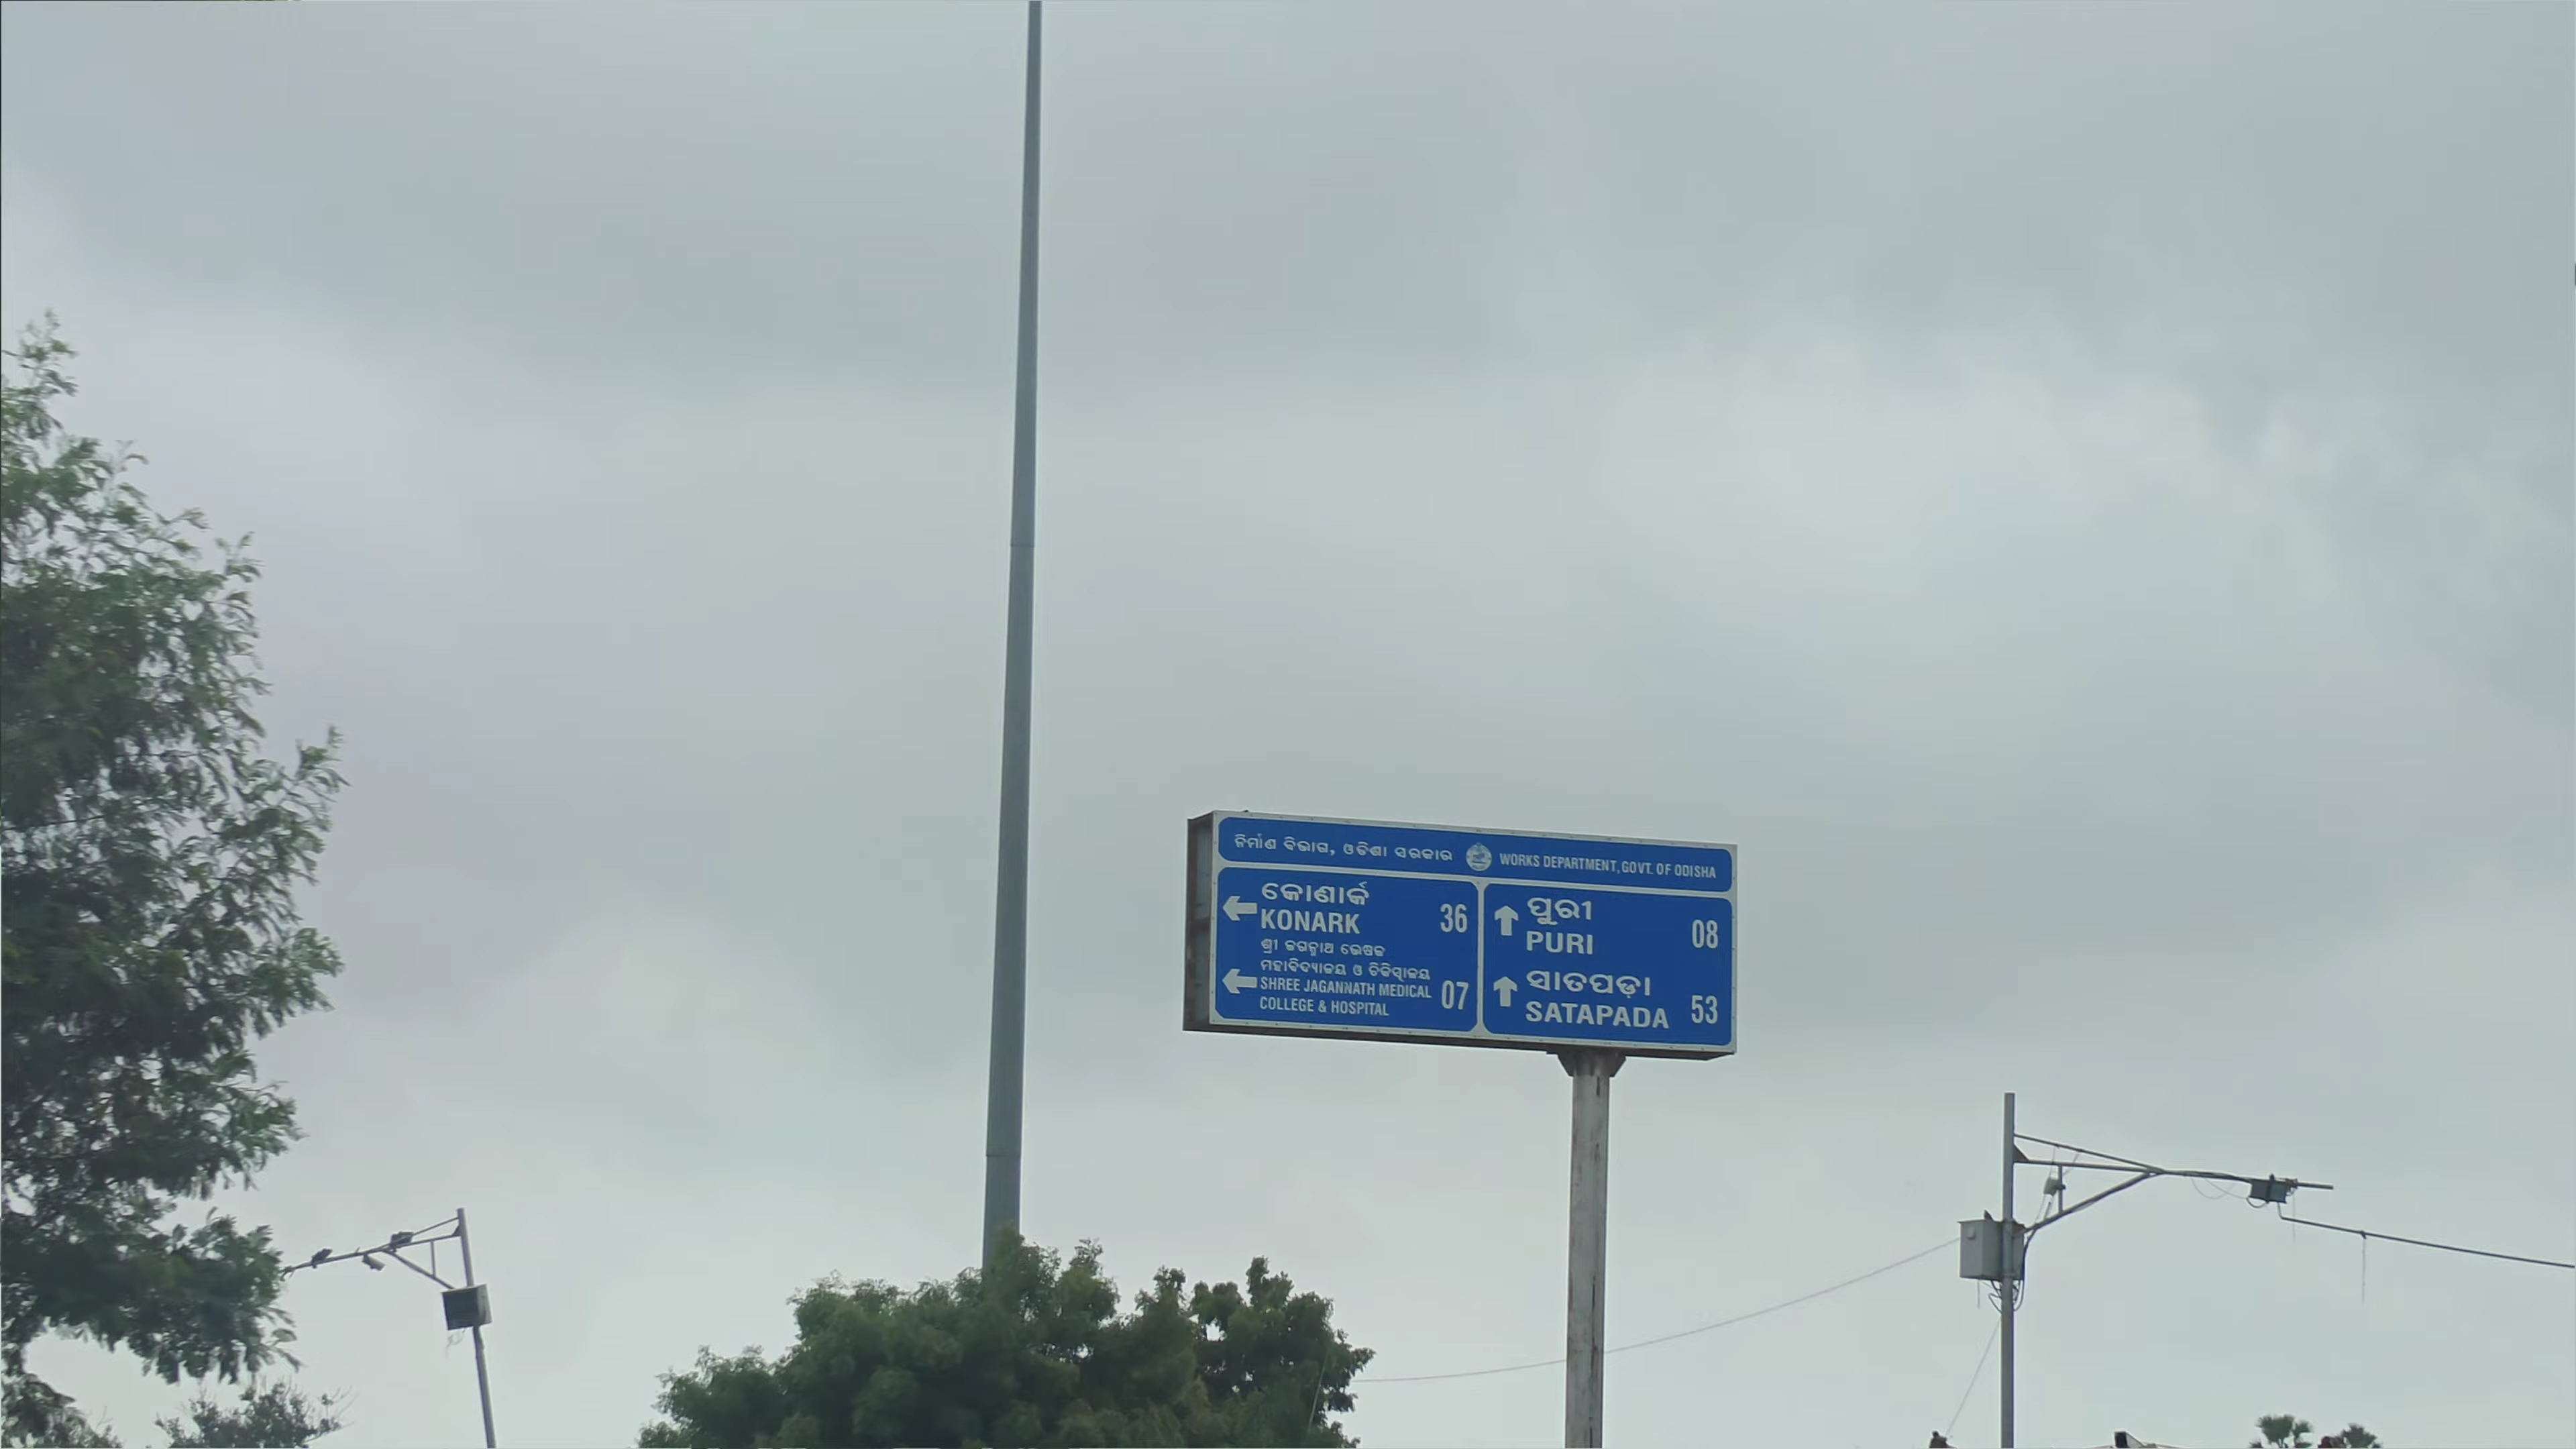 ନିର୍ମାଣ ବିଭାଗ, ଓଡିଶା ସରକାର WORKS DEPARTMENT, GOVT. OF ODISHA
କୋଣାର୍କ
KONARK 36
ଶ୍ରୀ ଜଗନ୍ନାଥ ଭେଷଜ
ମହାବିଦ୍ୟାଳୟ ଓ ଚିକିତ୍ସାଳୟ
SHREE JAGANNATH MEDICAL
COLLEGE & HOSPITAL 07
ପୁରୀ
PURI 08
ସାତପଡ଼ା
SATAPADA 53